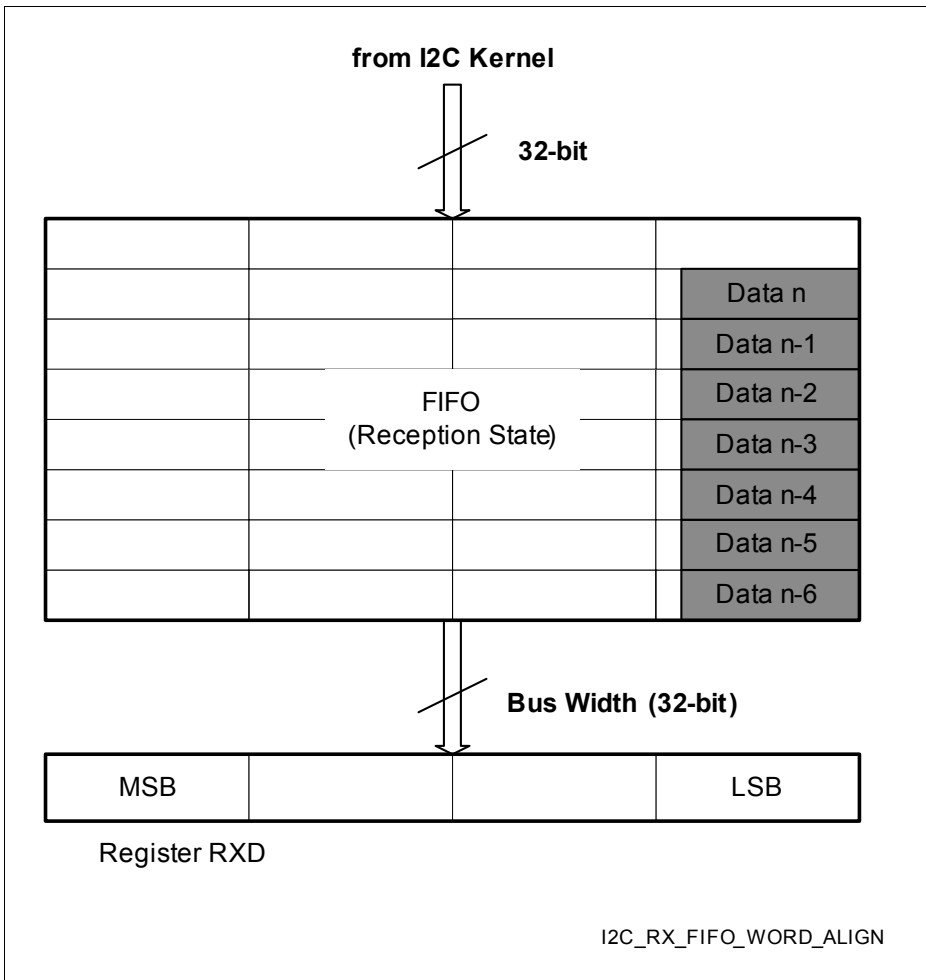 from I2C Kernel
32-bit
Data n
Data n-1
Data n-2
FIFO
(Reception State)
Data n-3
Data n-4
Data n-5
Data n-6
Bus Width (32-bit)
MSB
LSB
Register RXD
I2C_RX_FIFO_WORD_ALIGN